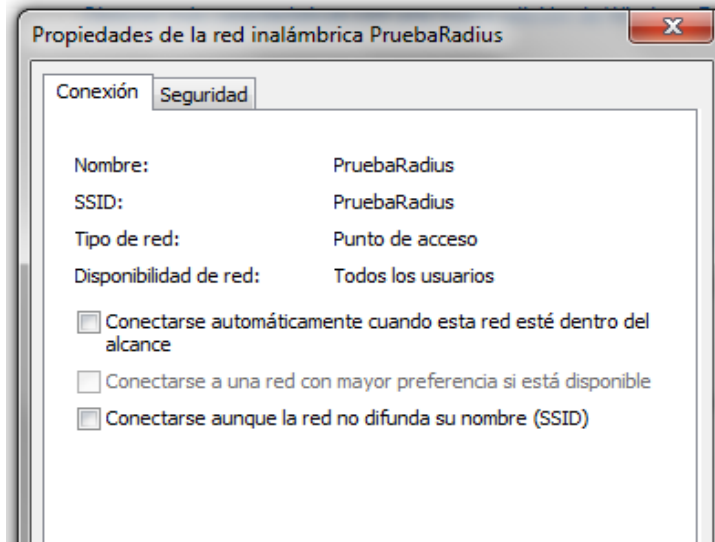 Propiedades de la red inalámbrica PruebaRadius
Conexión Seguridad
Nombre: PruebaRadius
SSID: PruebaRadius
Tipo de red: Punto de acceso
Disponibilidad de red: Todos los usuarios
Conectarse automáticamente cuando esta red esté dentro del
alcance
Conectarse a una red con mayor preferencia si está disponible
Conectarse aunque la red no difunda su nombre (SSID)